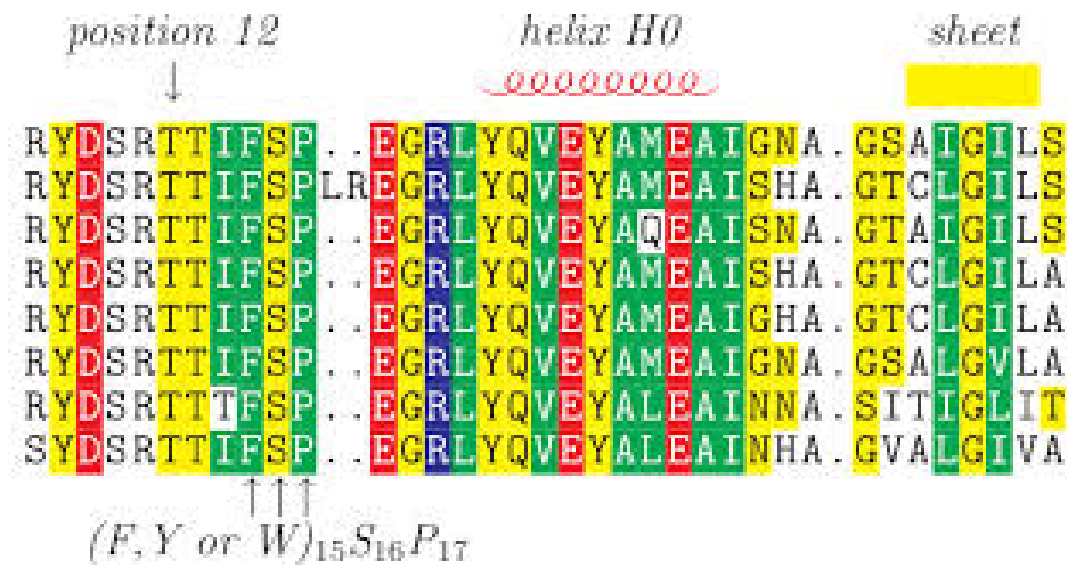 position 12 helix H0 sheet
RYDSRTTIFSP..EGRLYQVEYAMEAIGNA.GSAIGILS
RYDSRTTIFSPLREGRLYQVEYAMEAISHA.GTCLGILS
RYDSRTTIFSP..EGRLYQVEYAQEAISNA.GTAIGILS
RYDSRTTIFSP..EGRLYQVEYAMEAISHA.GTCLGILA
RYDSRTTIFSP..EGRLYQVEYAMEAIGHA.GTCLGILA
RYDSRTTIFSP..EGRLYQVEYAMEAIGNA.GSALGVLA
RYDSRTTTFSP..EGRLYQVEYALEAINNA.SITIGLIT
SYDSRTTIFSP..EGRLYQVEYALEAINHA.GVALGIVA
(F, Y or W)₁₅S₁₆P₁₇